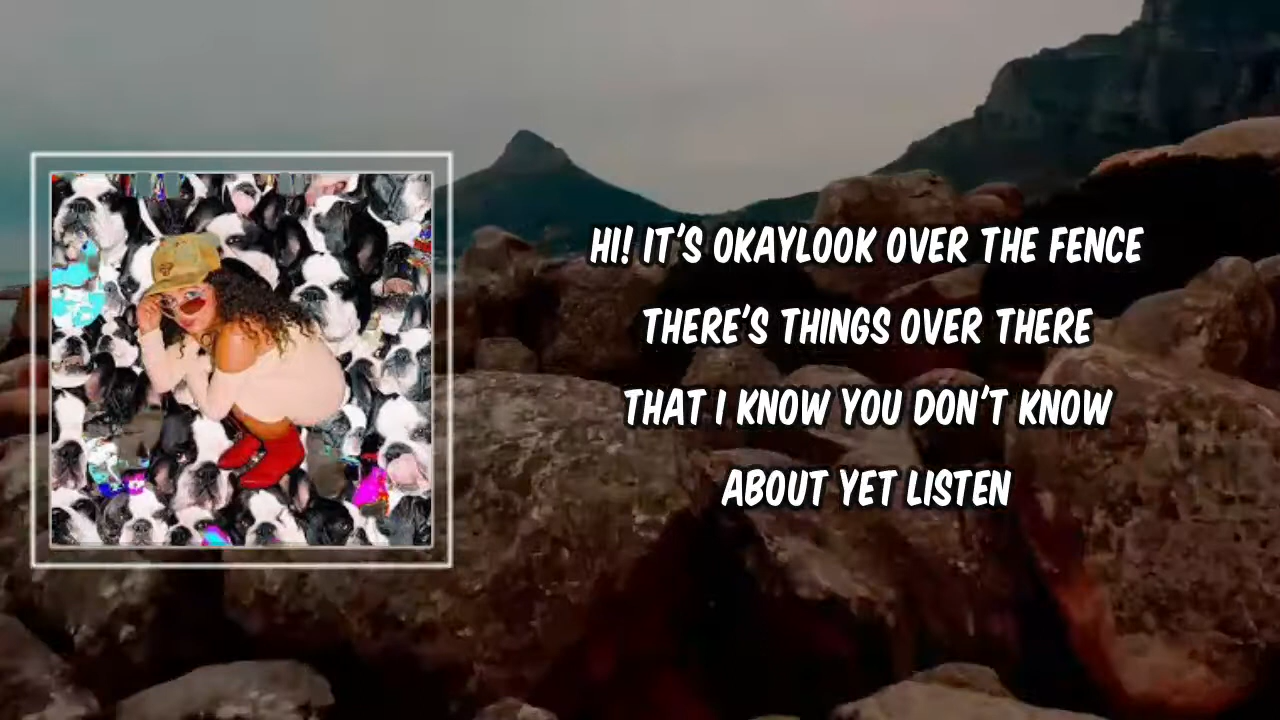 HI! IT'S OKAYLOOK OVER THE FENCE
THERE'S THINGS OVER THERE
THAT I KNOW YOU DON'T KNOW
ABOUT YET LISTEN